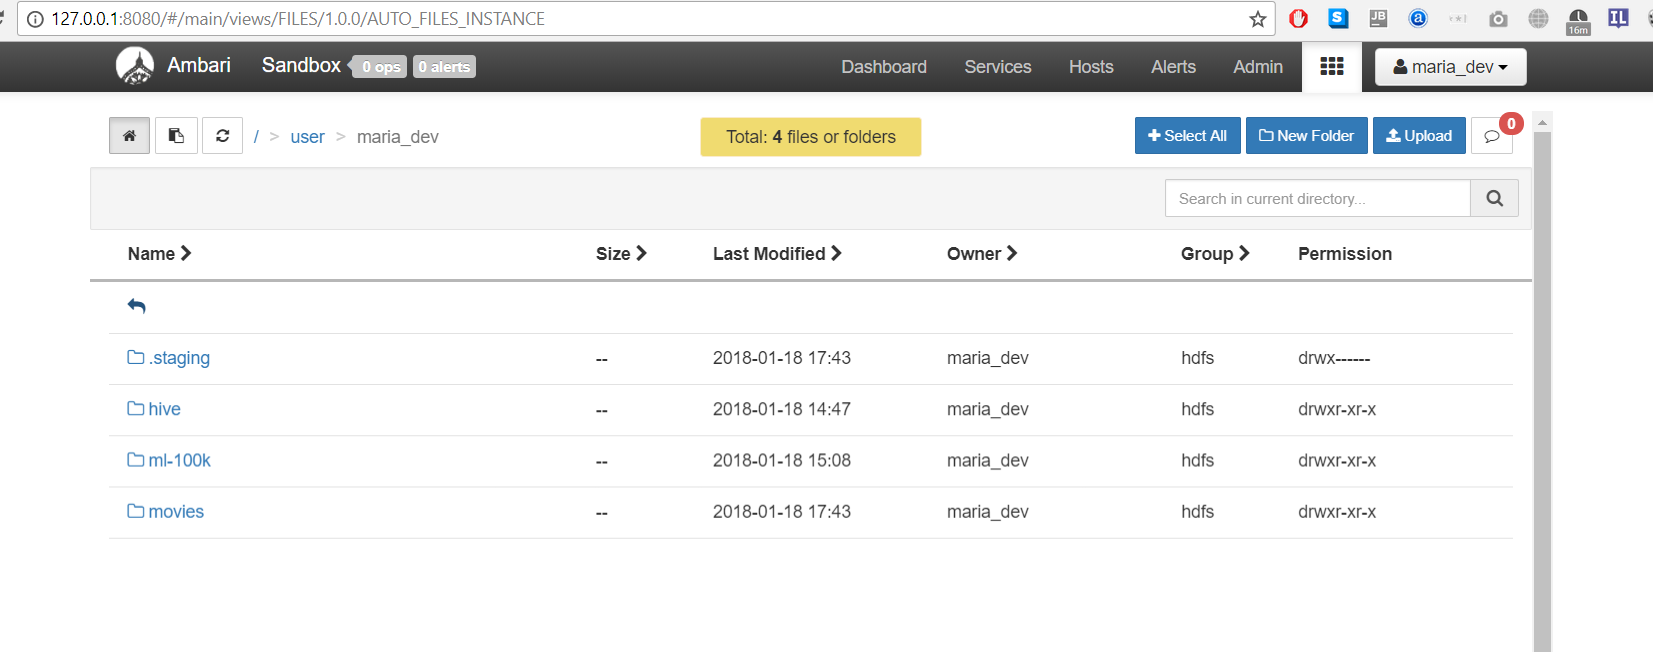 127.0.0.1:8080/#/main/views/FILES/1.0.0/AUTO_FILES_INSTANCE
S JB a 16m IL
Ambari Sandbox 0 ops 0 alerts Dashboard Services Hosts Alerts Admin maria_dev
/ > user > maria_dev Total: 4 files or folders Select All New Folder Upload 0
Search in current directory...
Name Size Last Modified Owner Group Permission
.staging -- 2018-01-18 17:43 maria_dev hdfs drwx------
hive -- 2018-01-18 14:47 maria_dev hdfs drwxr-xr-x
ml-100k -- 2018-01-18 15:08 maria_dev hdfs drwxr-xr-x
movies -- 2018-01-18 17:43 maria_dev hdfs drwxr-xr-x